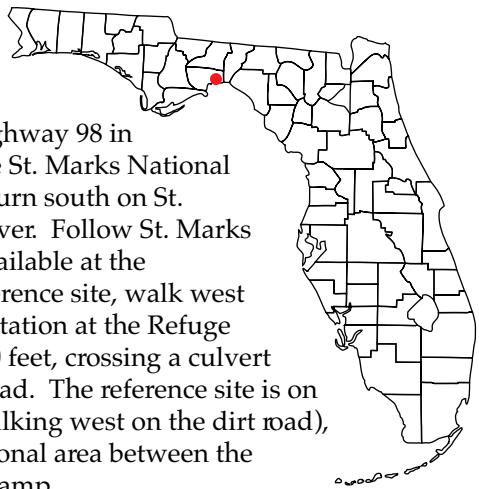 ghway 98 in
e St. Marks National
urn south on St.
ver. Follow St. Marks
ailable at the
erence site, walk west
tation at the Refuge
0 feet, crossing a culvert
ad. The reference site is on
alking west on the dirt road),
onal area between the
amp.